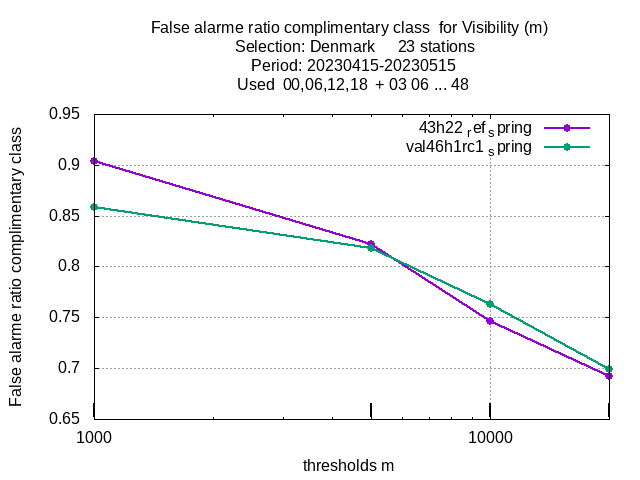 False alarme ratio complimentary class for Visibility (m)
Selection: Denmark 23 stations
Period: 20230415-20230515
Used 00,06,12,18 + 03 06 ... 48
0.95
0.9
0.85
0.8
0.75
0.7
0.65
False alarme ratio complimentary class
43h22 ref spring
val46h1rc1 spring
1000
10000
thresholds m